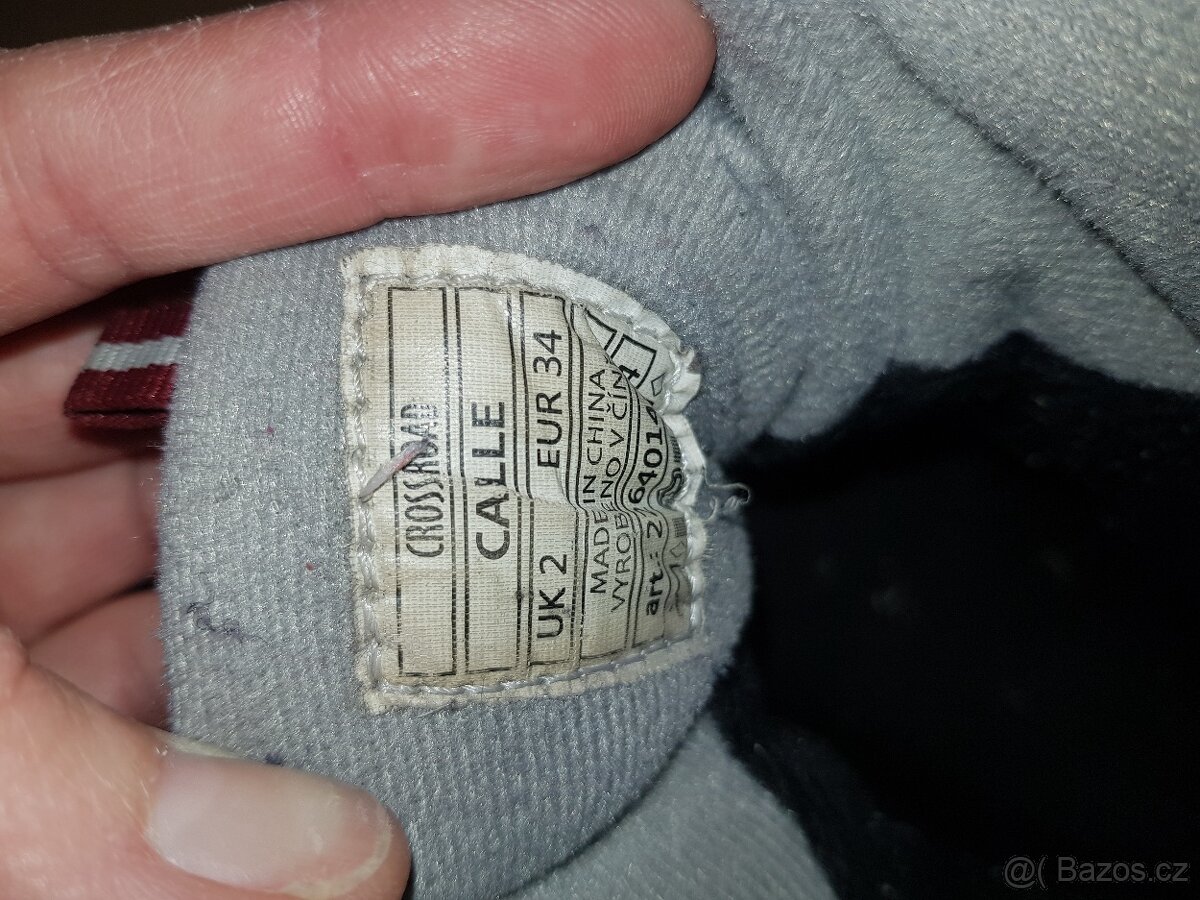 CROSSROAD
CALLE
UK 2 EUR 34
MADE IN CHINA
VYROBENO V ČÍNĚ
art.: 
@( Bazos.cz